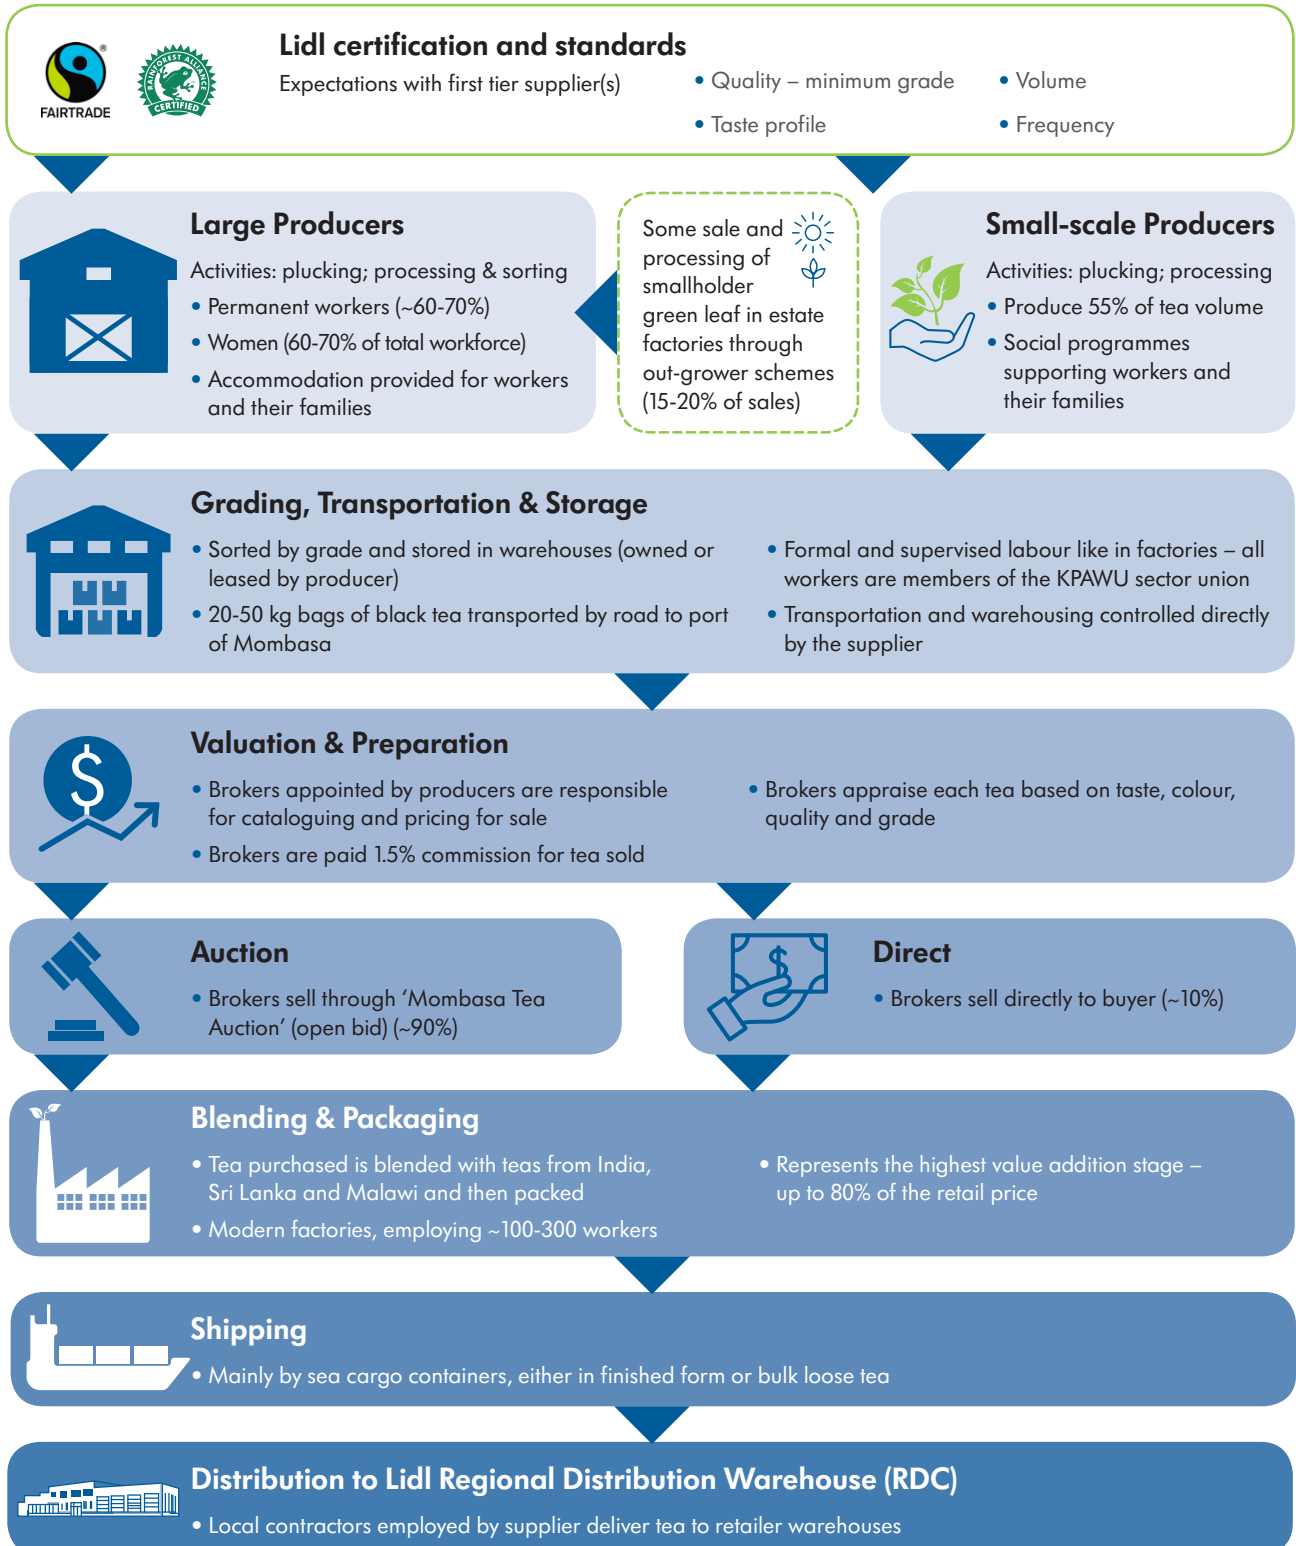 Lidl certification and standards
Expectations with first tier supplier(s)
• Quality – minimum grade
• Volume
• Taste profile
• Frequency
FAIRTRADE
®
RAINFOREST ALLIANCE
CERTIFIED
Large Producers
Activities: plucking; processing & sorting
• Permanent workers (~60-70%)
• Women (60-70% of total workforce)
• Accommodation provided for workers
and their families
Some sale and
processing of
smallholder
green leaf in estate
factories through
out-grower schemes
(15-20% of sales)
Small-scale Producers
Activities: plucking; processing
• Produce 55% of tea volume
• Social programmes
supporting workers and
their families
Grading, Transportation & Storage
• Sorted by grade and stored in warehouses (owned or
leased by producer)
• 20-50 kg bags of black tea transported by road to port
of Mombasa
• Formal and supervised labour like in factories – all
workers are members of the KPAWU sector union
• Transportation and warehousing controlled directly
by the supplier
Valuation & Preparation
• Brokers appointed by producers are responsible
for cataloguing and pricing for sale
• Brokers are paid 1.5% commission for tea sold
• Brokers appraise each tea based on taste, colour,
quality and grade
$
Auction
• Brokers sell through ‘Mombasa Tea
Auction’ (open bid) (~90%)
$
Direct
• Brokers sell directly to buyer (~10%)
Blending & Packaging
• Tea purchased is blended with teas from India,
Sri Lanka and Malawi and then packed
• Modern factories, employing ~100-300 workers
• Represents the highest value addition stage –
up to 80% of the retail price
Shipping
• Mainly by sea cargo containers, either in finished form or bulk loose tea
Distribution to Lidl Regional Distribution Warehouse (RDC)
• Local contractors employed by supplier deliver tea to retailer warehouses